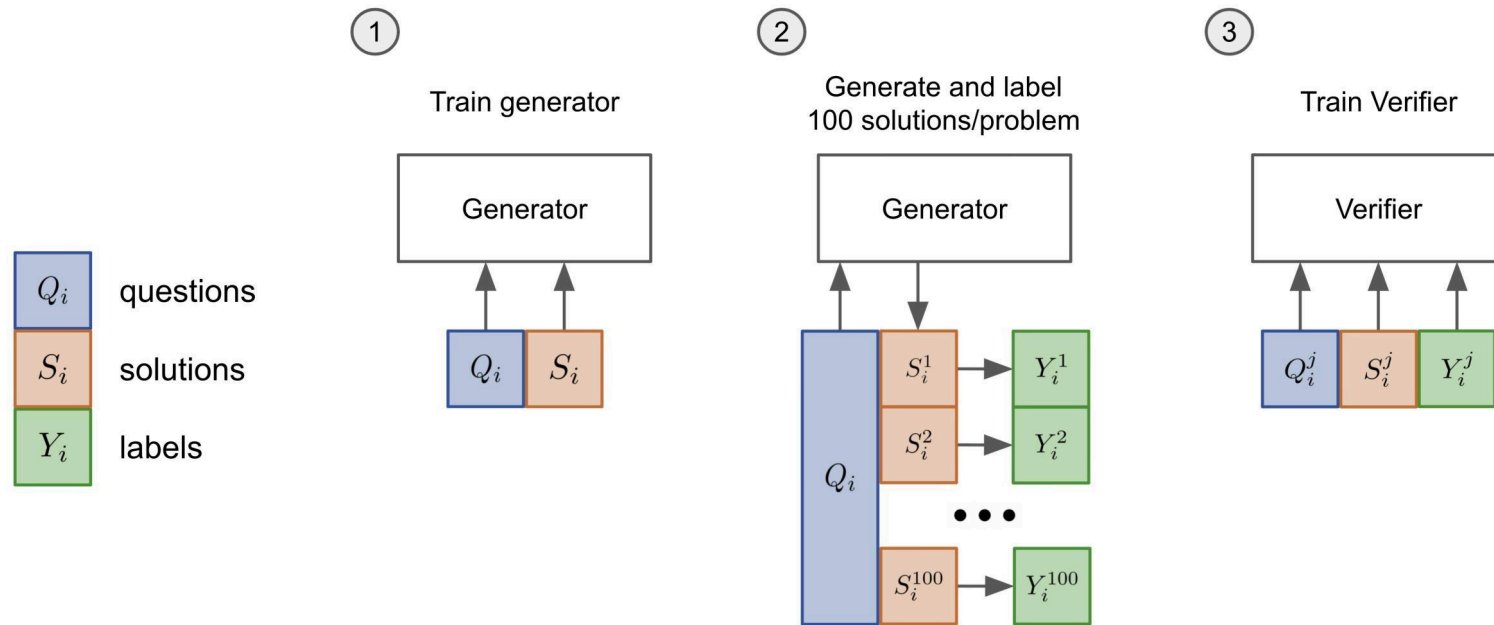 1
2
3
Train generator
Generate and label
100 solutions/problem
Train Verifier
Generator
Generator
Verifier
Q_i questions
S_i solutions
Y_i labels
Q_i S_i
Q_i
S_i^1 Y_i^1
S_i^2 Y_i^2
•••
S_i^{100} Y_i^{100}
Q_i^j S_i^j Y_i^j